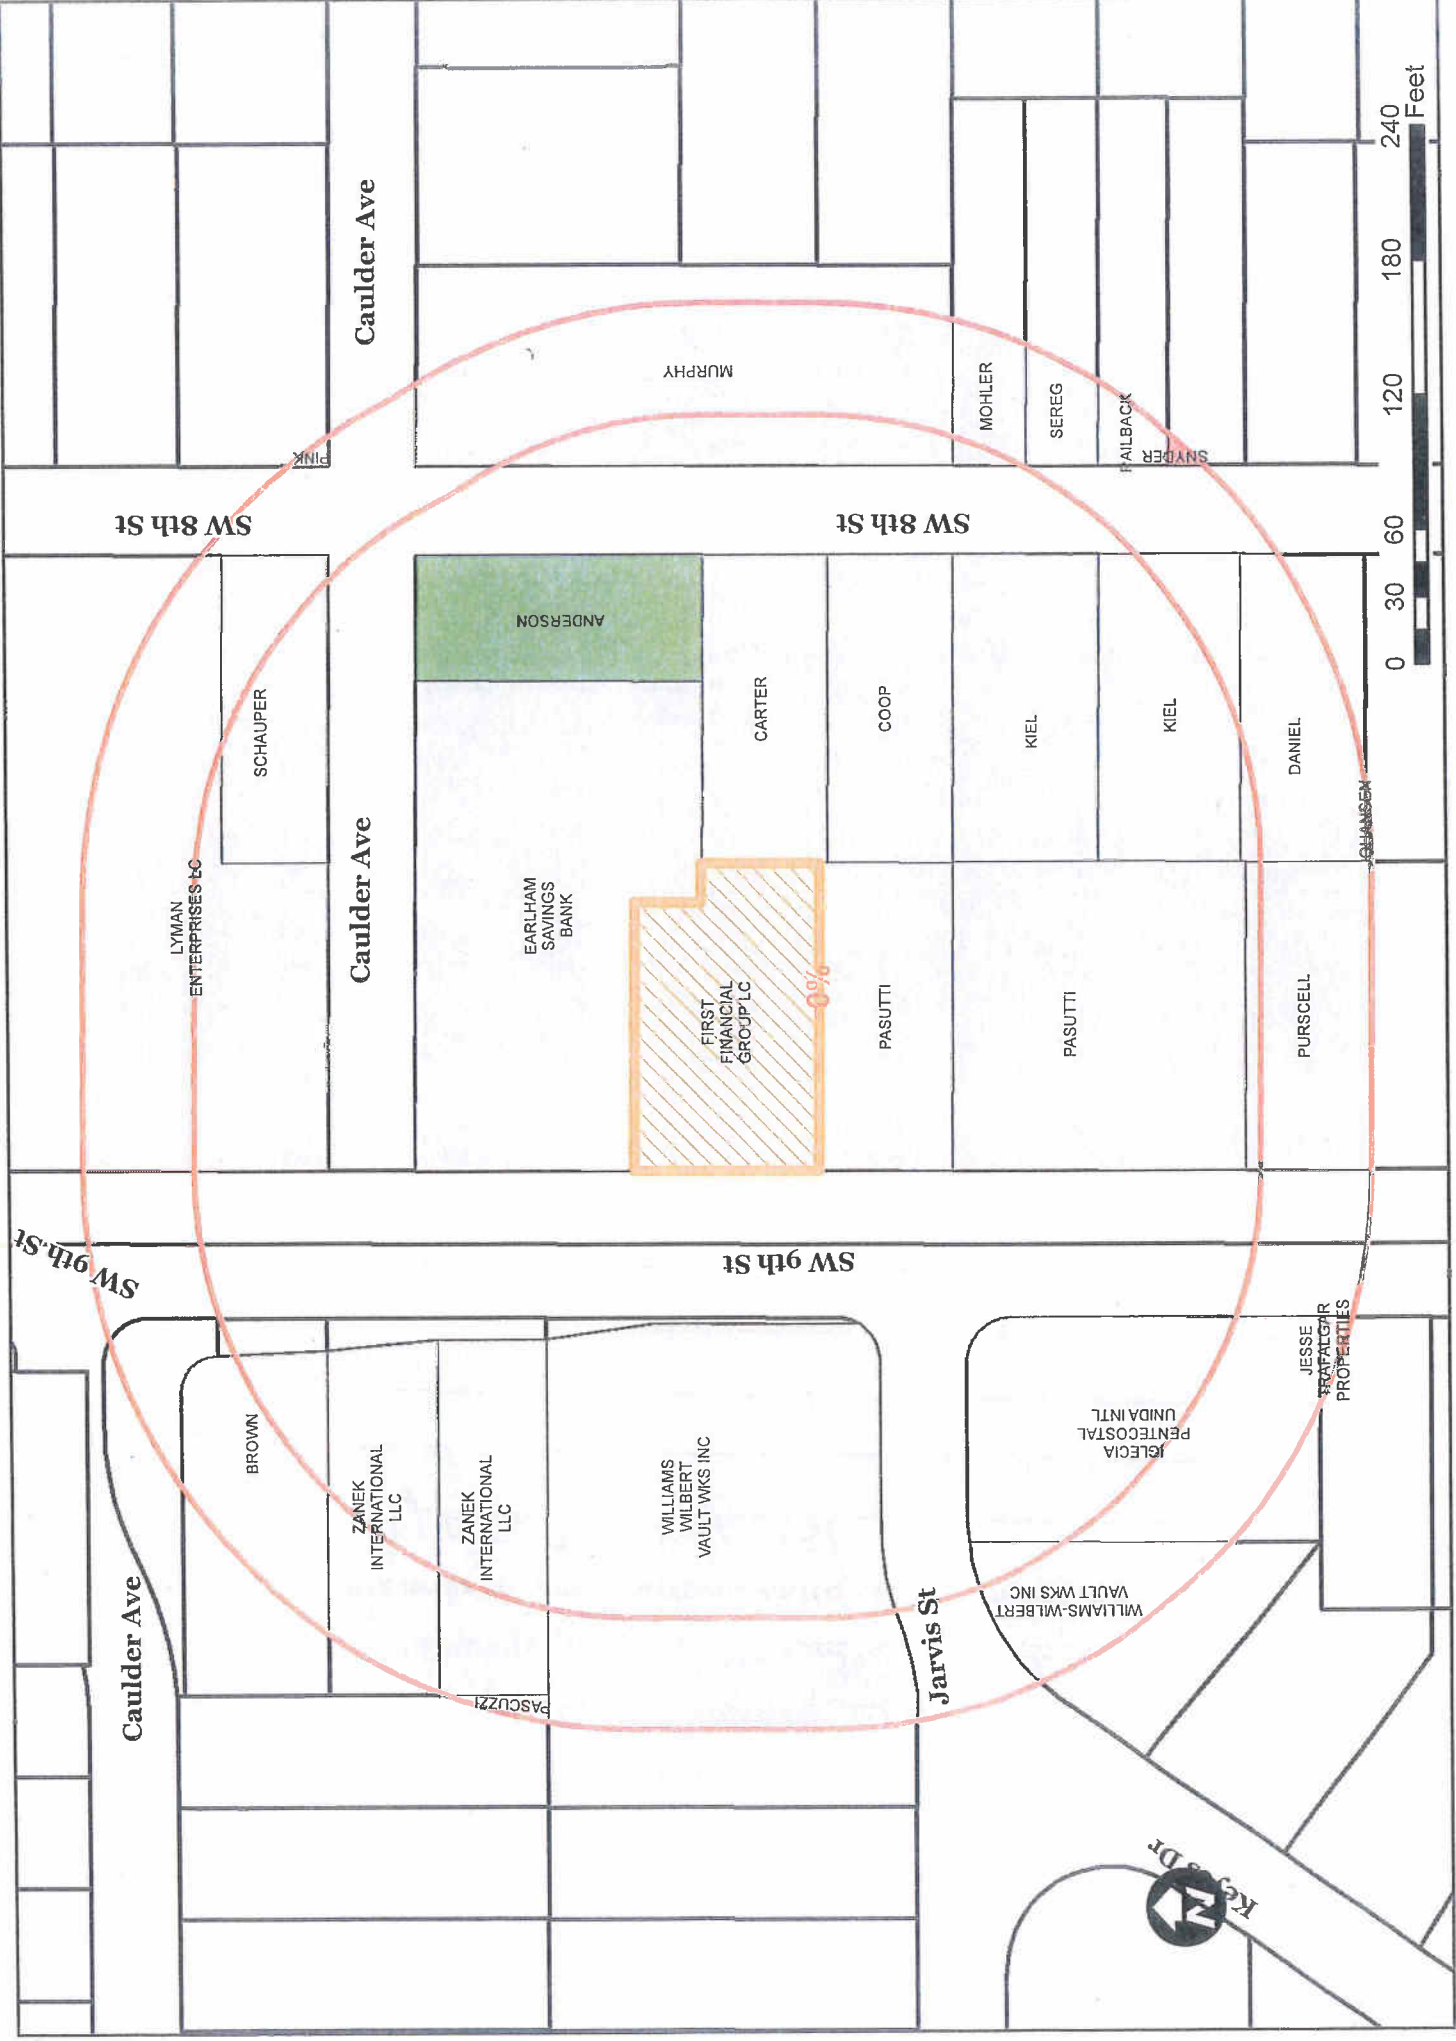 Caulder Ave
PINK
SW 8th St
SW 8th St
MURPHY
MOHLER
SEREG
RAILBACK
SNYDER
SCHAUPER
ANDERSON
CARTER
COOP
KIEL
KIEL
DANIEL
LYMAN
ENTERPRISES LC
Caulder Ave
EARLHAM
SAVINGS
BANK
FIRST
FINANCIAL
GROUP LC
0%
PASUTTI
PASUTTI
PURSCELL
SW 9th St
SW 9th St
BROWN
ZANEK
INTERNATIONAL
LLC
ZANEK
INTERNATIONAL
LLC
WILLIAMS
WILBERT
VAULT WKS INC
IGLECIA
PENTECOSTAL
UNIDA INTL
JESSE
TRAFALGAR
PROPERTIES
WILLIAMS-WILBERT
VAULT WKS INC
PASCUZZI
Caulder Ave
Jarvis St
Keyes Dr
N
0 30 60 120 180 240
Feet